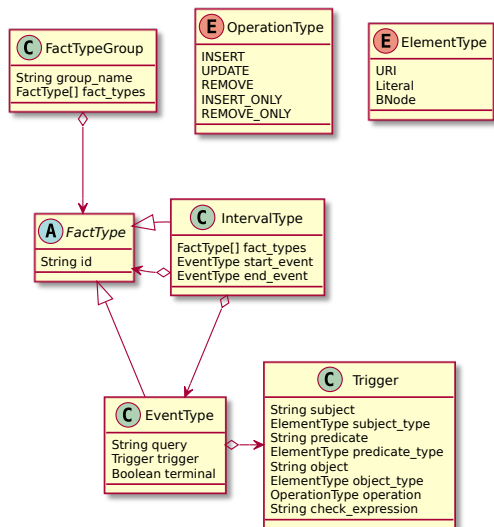 C FactTypeGroup
String group_name
FactType[] fact_types
E OperationType
INSERT
UPDATE
REMOVE
INSERT_ONLY
REMOVE_ONLY
E ElementType
URI
Literal
BNode
A FactType
String id
C IntervalType
FactType[] fact_types
EventType start_event
EventType end_event
C EventType
String query
Trigger trigger
Boolean terminal
C Trigger
String subject
ElementType subject_type
String predicate
ElementType predicate_type
String object
ElementType object_type
OperationType operation
String check_expression